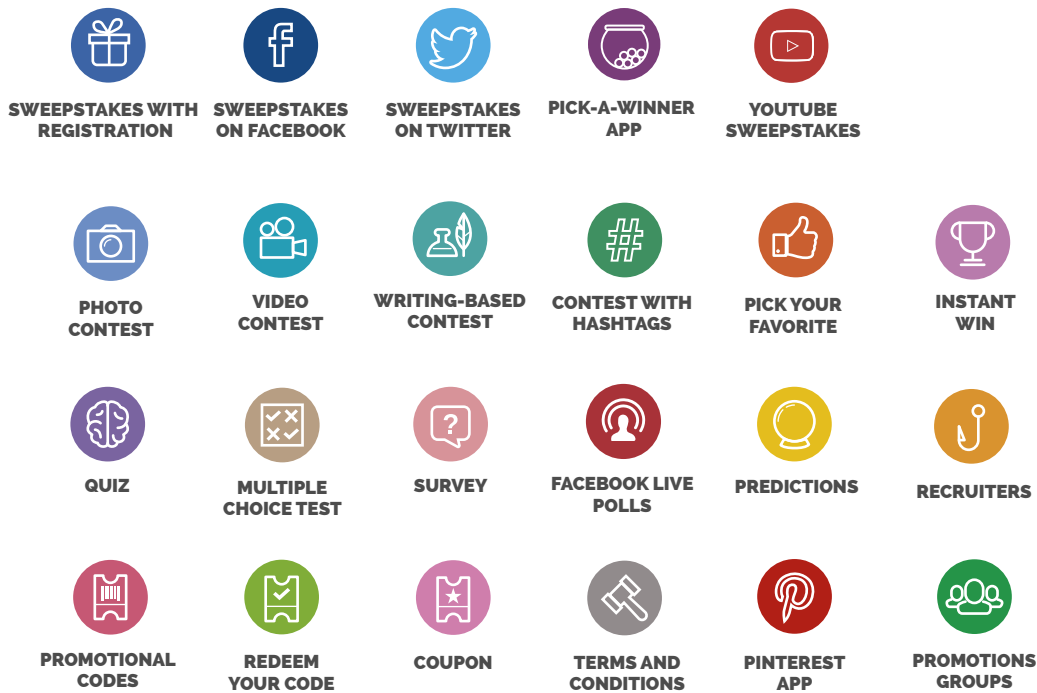 SWEEPSTAKES WITH
REGISTRATION
SWEEPSTAKES
ON FACEBOOK
SWEEPSTAKES
ON TWITTER
PICK-A-WINNER
APP
YOUTUBE
SWEEPSTAKES
PHOTO
CONTEST
VIDEO
CONTEST
WRITING-BASED
CONTEST
#
CONTEST WITH
HASHTAGS
PICK YOUR
FAVORITE
INSTANT
WIN
QUIZ
MULTIPLE
CHOICE TEST
?
SURVEY
FACEBOOK LIVE
POLLS
PREDICTIONS
RECRUITERS
PROMOTIONAL
CODES
REDEEM
YOUR CODE
COUPON
TERMS AND
CONDITIONS
PINTEREST
APP
PROMOTIONS
GROUPS